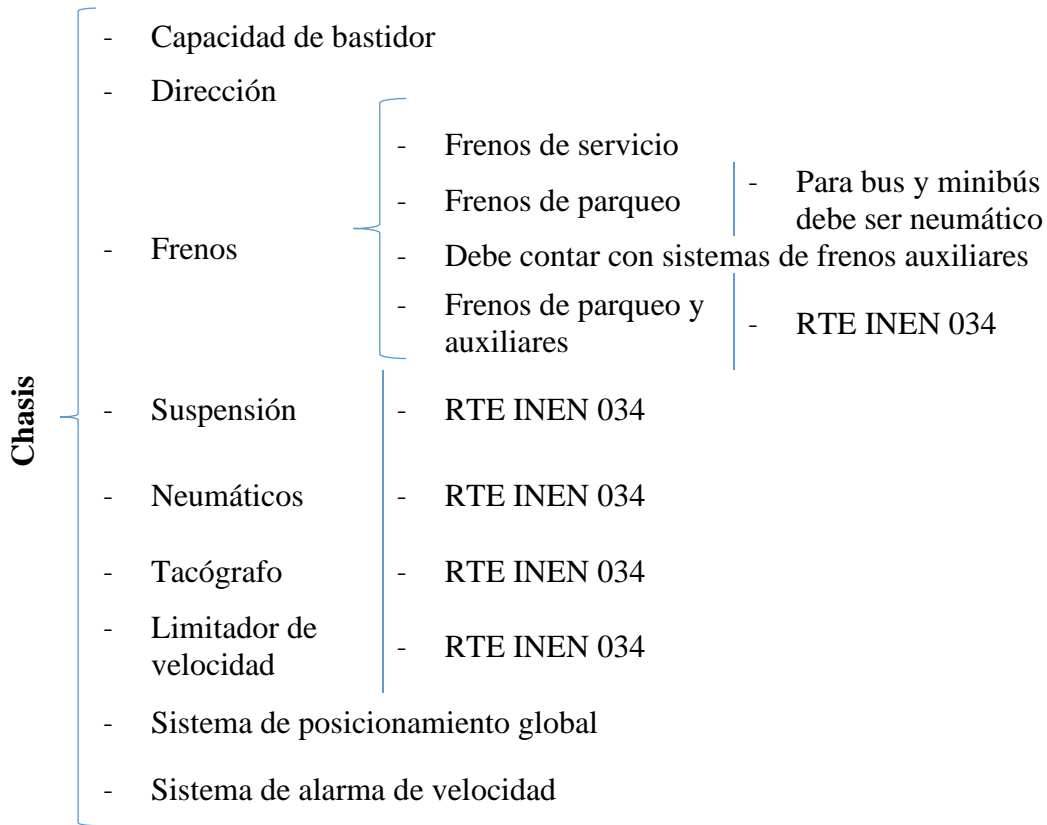 Chasis
- Capacidad de bastidor
- Dirección
- Frenos
- Frenos de servicio
- Frenos de parqueo
- Para bus y minibús
debe ser neumático
- Debe contar con sistemas de frenos auxiliares
- Frenos de parqueo y
auxiliares
- RTE INEN 034
- Suspensión
- RTE INEN 034
- Neumáticos
- RTE INEN 034
- Tacógrafo
- RTE INEN 034
- Limitador de
velocidad
- RTE INEN 034
- Sistema de posicionamiento global
- Sistema de alarma de velocidad